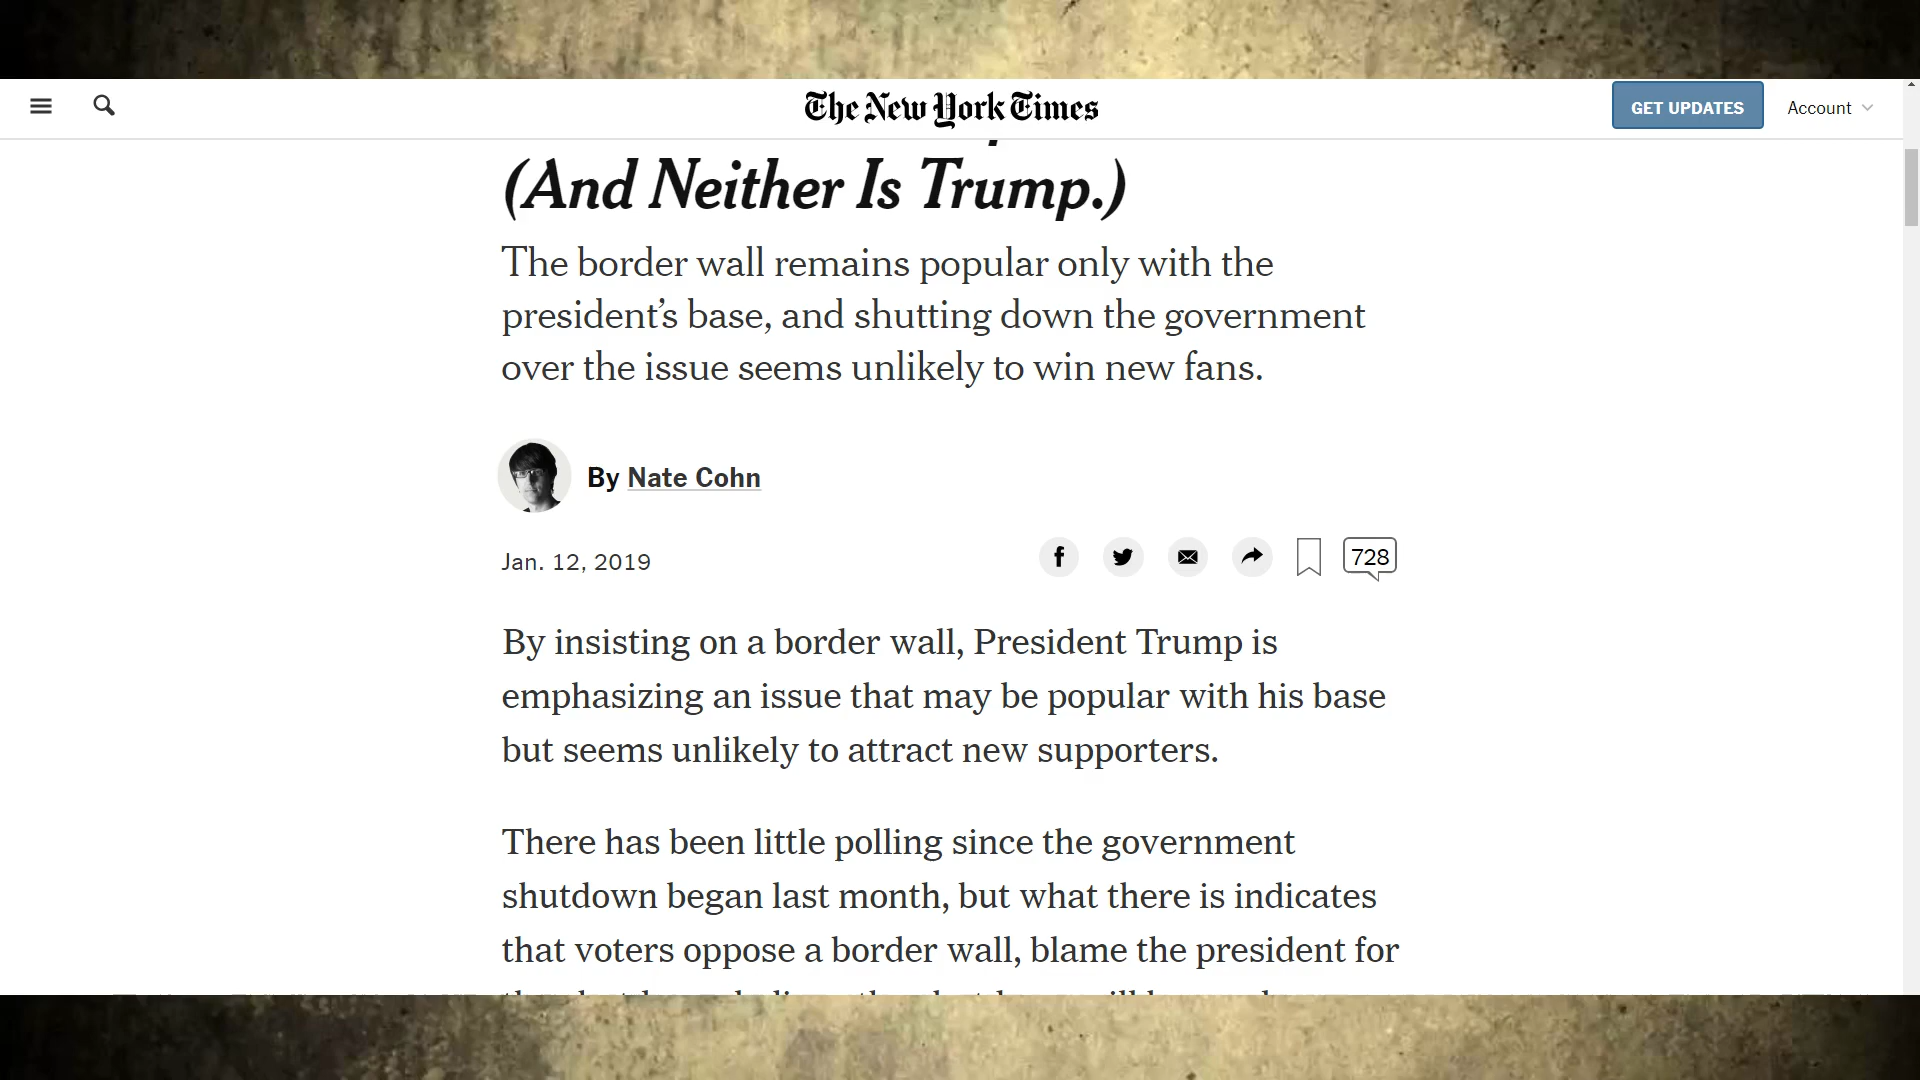 The New York Times
GET UPDATES
Account
(And Neither Is Trump.)
The border wall remains popular only with the
president’s base, and shutting down the government
over the issue seems unlikely to win new fans.
By Nate Cohn
Jan. 12, 2019
728
By insisting on a border wall, President Trump is
emphasizing an issue that may be popular with his base
but seems unlikely to attract new supporters.
There has been little polling since the government
shutdown began last month, but what there is indicates
that voters oppose a border wall, blame the president for